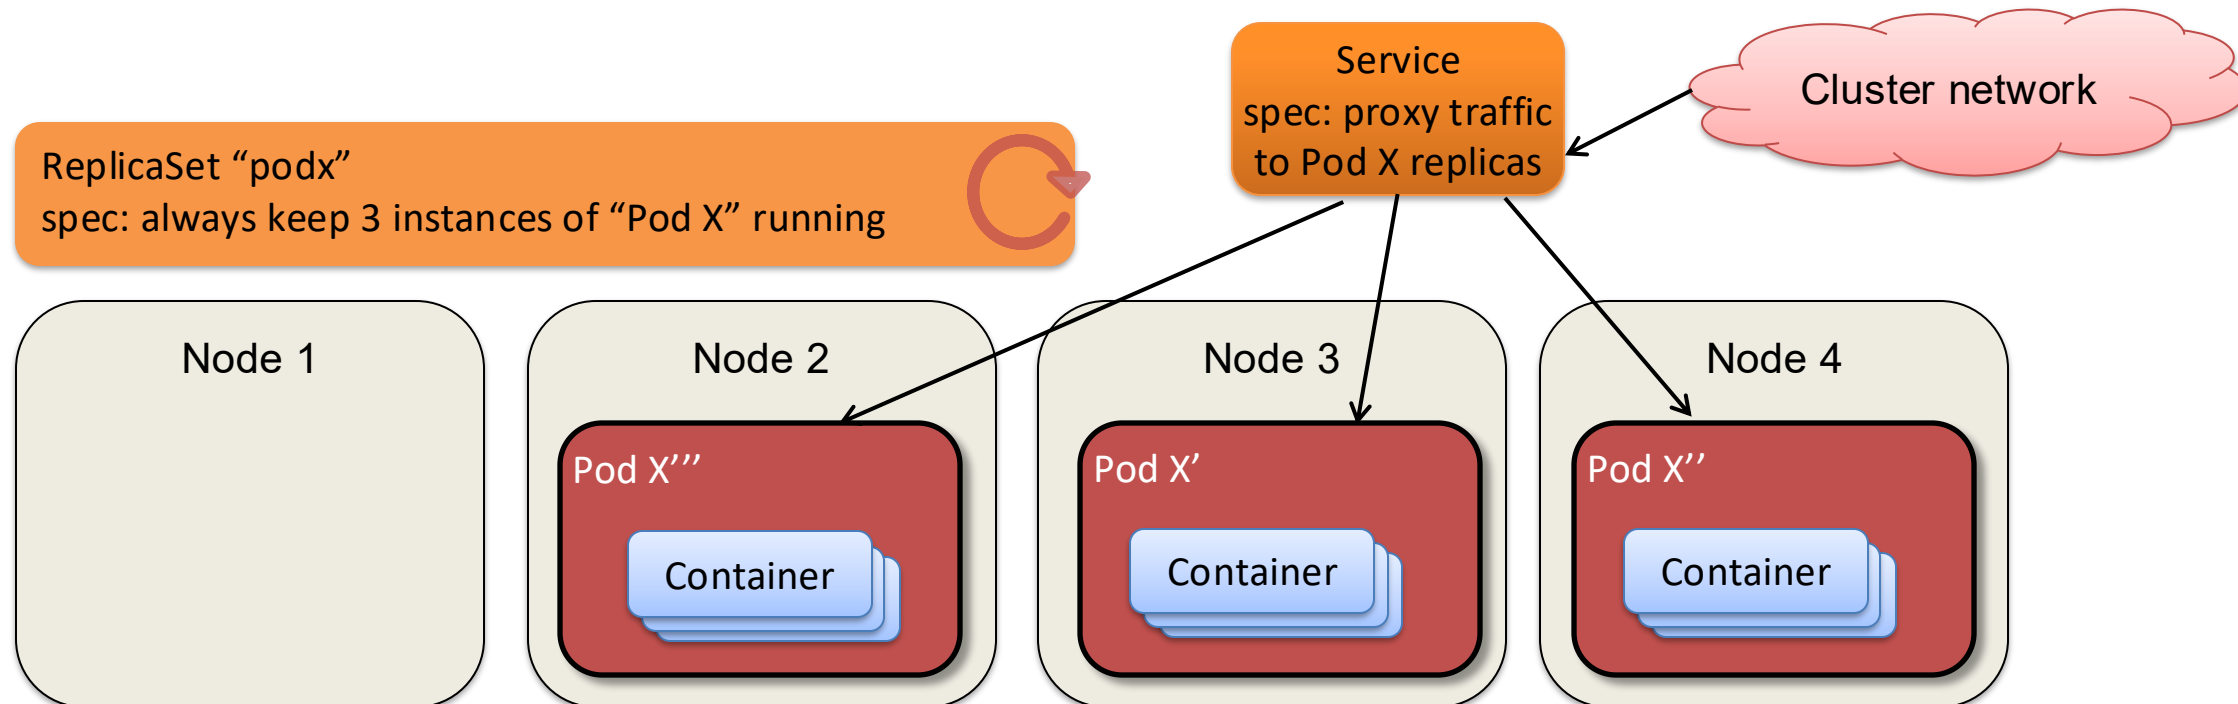 Service
spec: proxy traffic
to Pod X replicas
Cluster network
ReplicaSet “podx”
spec: always keep 3 instances of “Pod X” running
Node 1
Node 2
Node 3
Node 4
Pod X’’’
Pod X’
Pod X’’
Container
Container
Container